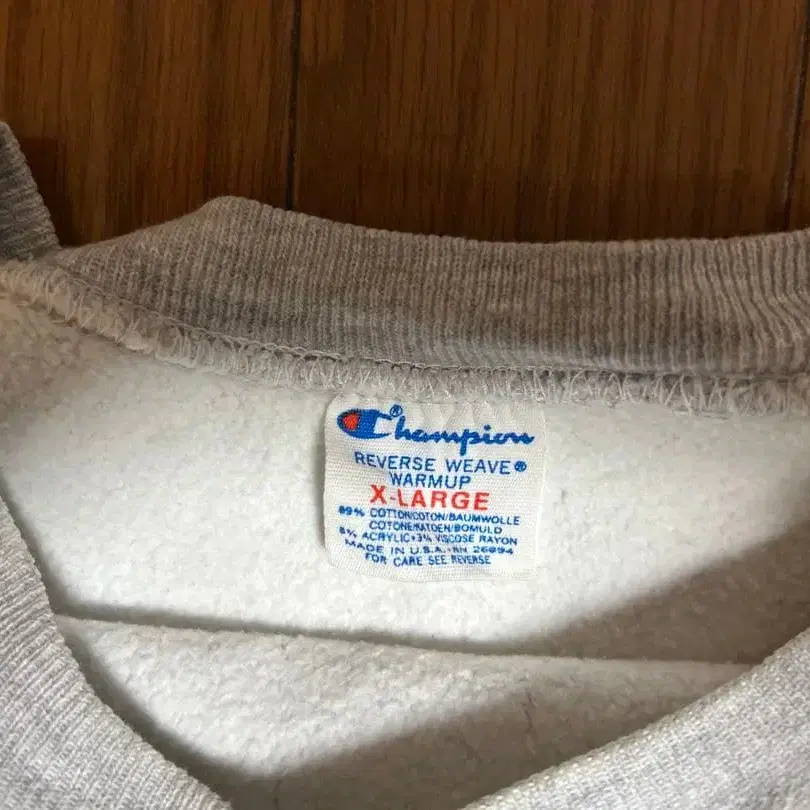 Champion®
REVERSE WEAVE®
WARMUP
X-LARGE
89% COTTON/COTON/BAUMWOLLE
COTONE/KATOEN/BOMULD
8% ACRYLIC•3% VISCOSE RAYON
MADE IN U.S.A.•RN 26094
FOR CARE SEE REVERSE